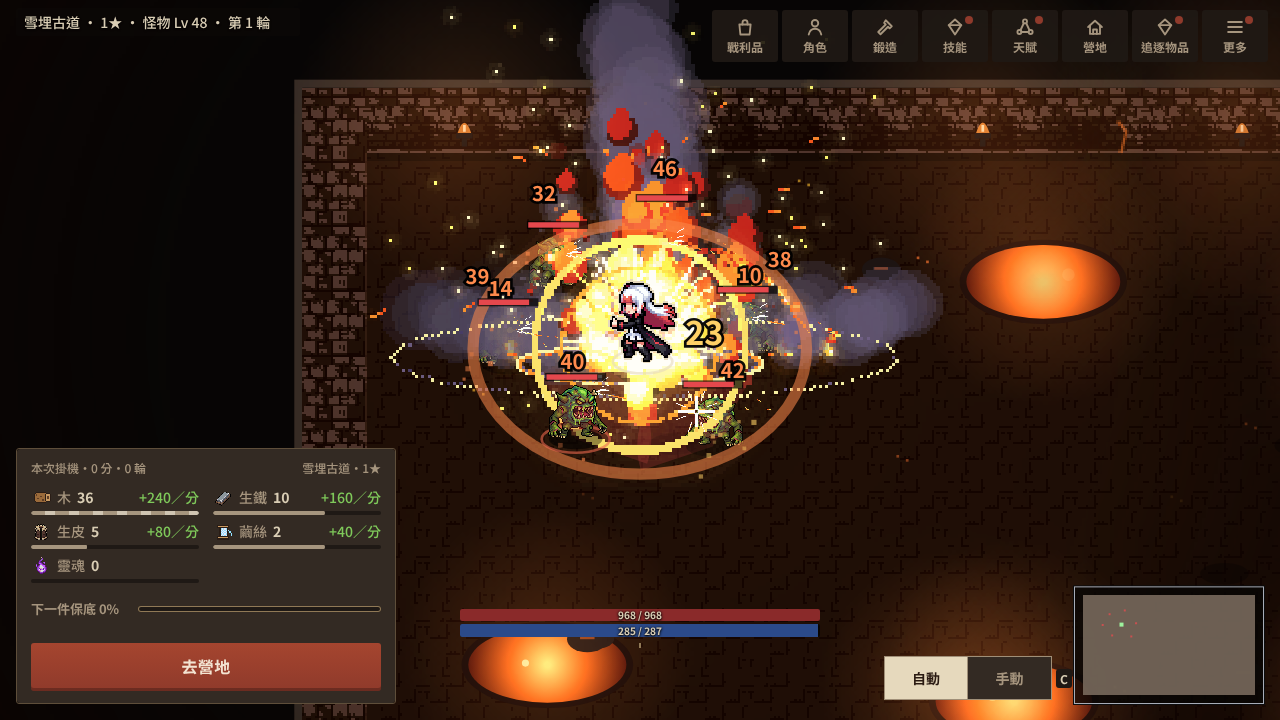 雪埋古道 · 1★ · 怪物 Lv 48 · 第 1 輪
戰利品 角色 鍛造 技能 天賦 營地 追逐物品 更多
46
32
38
39
14
10
23
40
42
本次掛機·0 分·0 輪 雪埋古道·1★
木 36 +240／分 生鐵 10 +160／分
生皮 5 +80／分 繭絲 2 +40／分
靈魂 0
下一件保底 0%
去營地
968 / 968
285 / 287
自動 手動 C